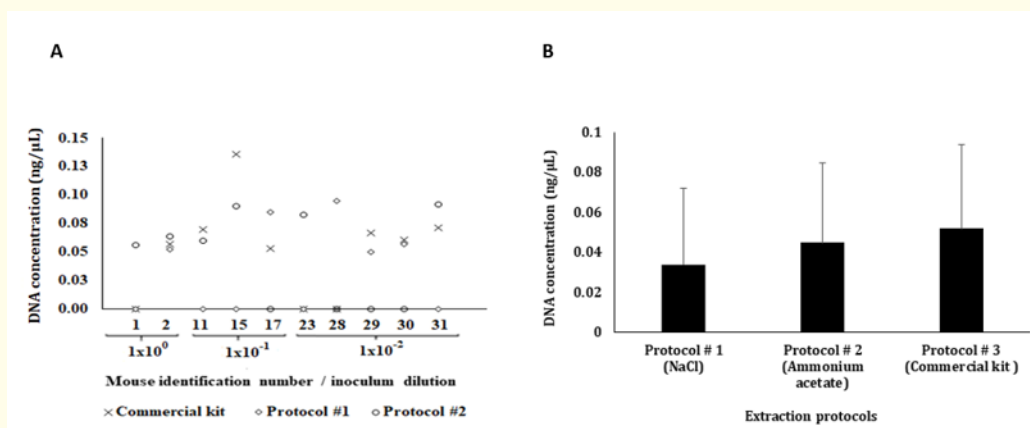 A
DNA concentration (ng/µL)
0.15
0.13
0.10
0.08
0.05
0.03
0.00
1 2 11 15 17 23 28 29 30 31
1x10⁰ 1x10⁻¹ 1x10⁻²
Mouse identification number / inoculum dilution
Commercial kit Protocol #1 Protocol #2
B
DNA concentration (ng/µL)
0.1
0.08
0.06
0.04
0.02
0
Protocol # 1 Protocol # 2 Protocol # 3
(NaCl) (Ammonium (Commercial kit )
acetate)
Extraction protocols